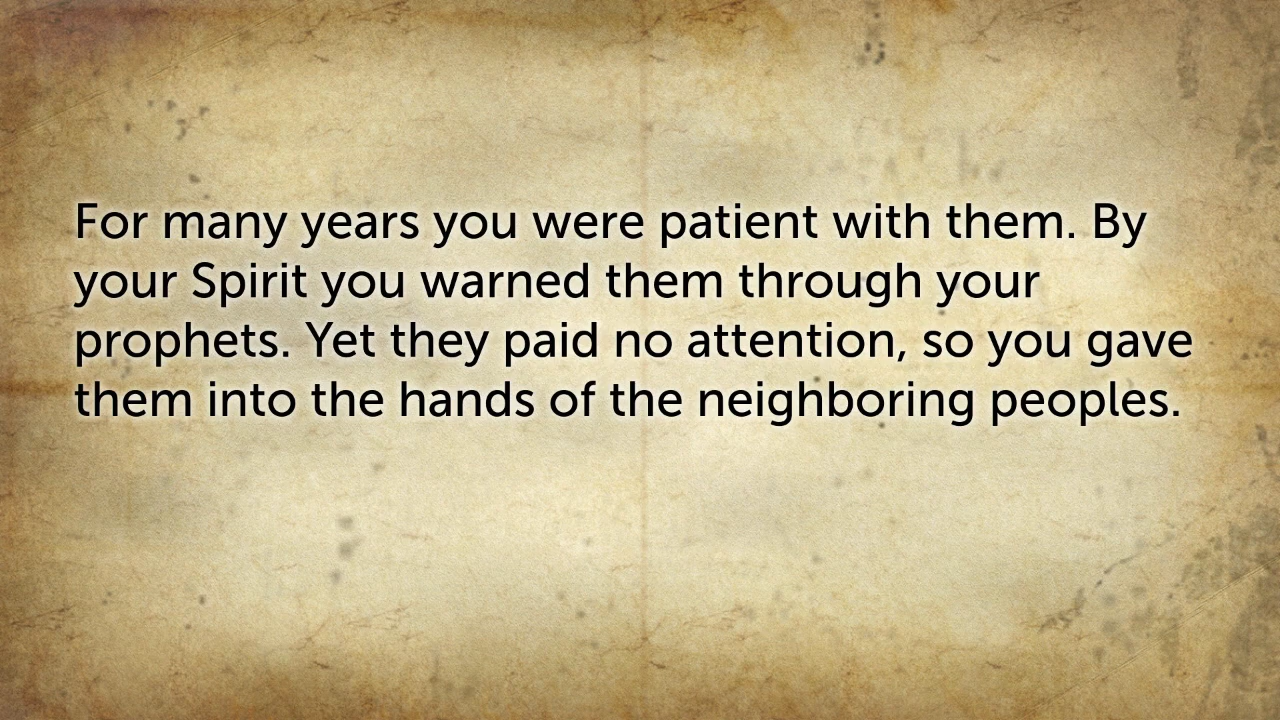 For many years you were patient with them. By
your Spirit you warned them through your
prophets. Yet they paid no attention, so you gave
them into the hands of the neighboring peoples.